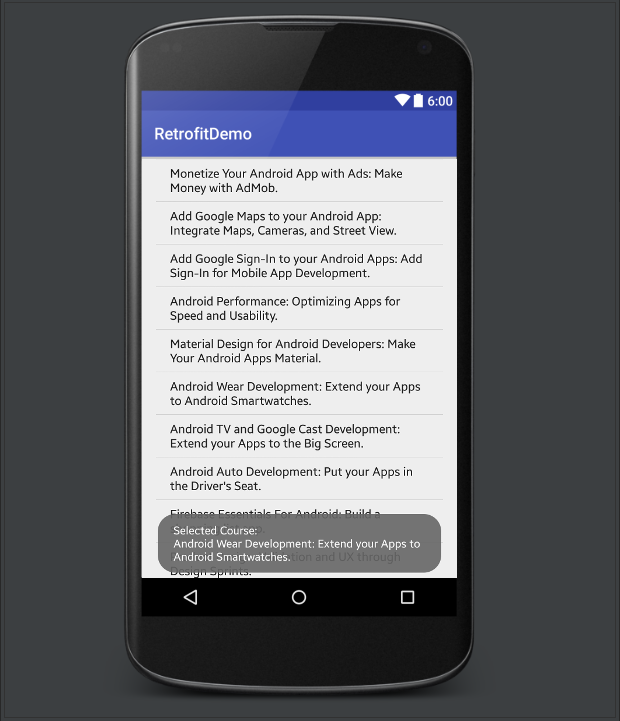 6:00
RetrofitDemo
Monetize Your Android App with Ads: Make
Money with AdMob.
Add Google Maps to your Android App:
Integrate Maps, Cameras, and Street View.
Add Google Sign-In to your Android Apps: Add
Sign-In for Mobile App Development.
Android Performance: Optimizing Apps for
Speed and Usability.
Material Design for Android Developers: Make
Your Android Apps Material.
Android Wear Development: Extend your Apps
to Android Smartwatches.
Android TV and Google Cast Development:
Extend your Apps to the Big Screen.
Android Auto Development: Put your Apps in
the Driver's Seat.
Firebase Essentials For Android: Build a
Selected Course:
Android Wear Development: Extend your Apps to
Android Smartwatches.
and UX through
Design Sprints.